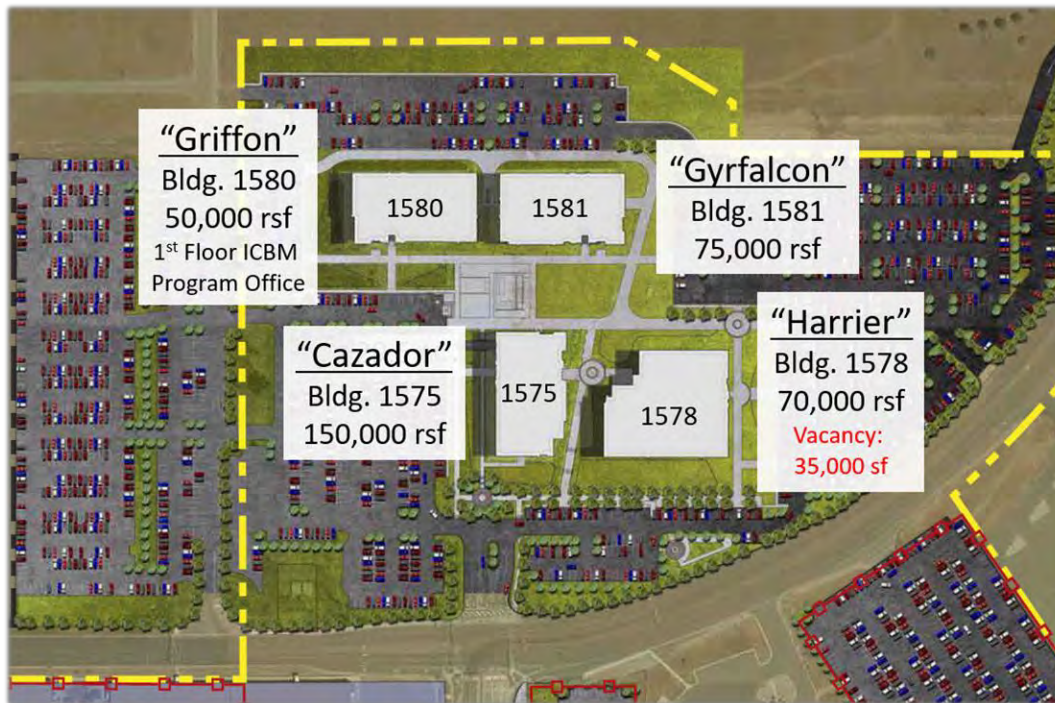 “Griffon”
Bldg. 1580
50,000 rsf
1st Floor ICBM
Program Office
1580
1581
“Gyrfalcon”
Bldg. 1581
75,000 rsf
“Cazador”
Bldg. 1575
150,000 rsf
1575
1578
“Harrier”
Bldg. 1578
70,000 rsf
Vacancy:
35,000 sf